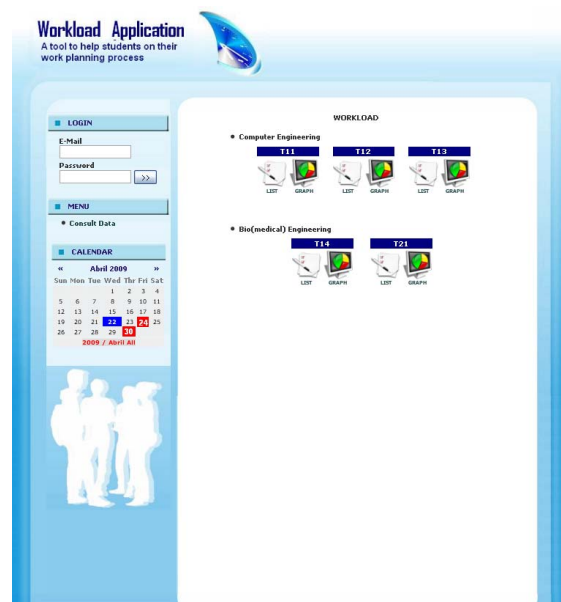 Workload Application
A tool to help students on their
work planning process
LOGIN
E-Mail
Password
>>
MENU
Consult Data
CALENDAR
« Abril 2009 »
Sun Mon Tue Wed Thr Fri Sat
1 2 3 4
5 6 7 8 9 10 11
12 13 14 15 16 17 18
19 20 21 22 23 24 25
26 27 28 29 30
2009 / Abril All
WORKLOAD
Computer Engineering
T11 T12 T13
LIST GRAPH LIST GRAPH LIST GRAPH
Bio(medical) Engineering
T14 T21
LIST GRAPH LIST GRAPH